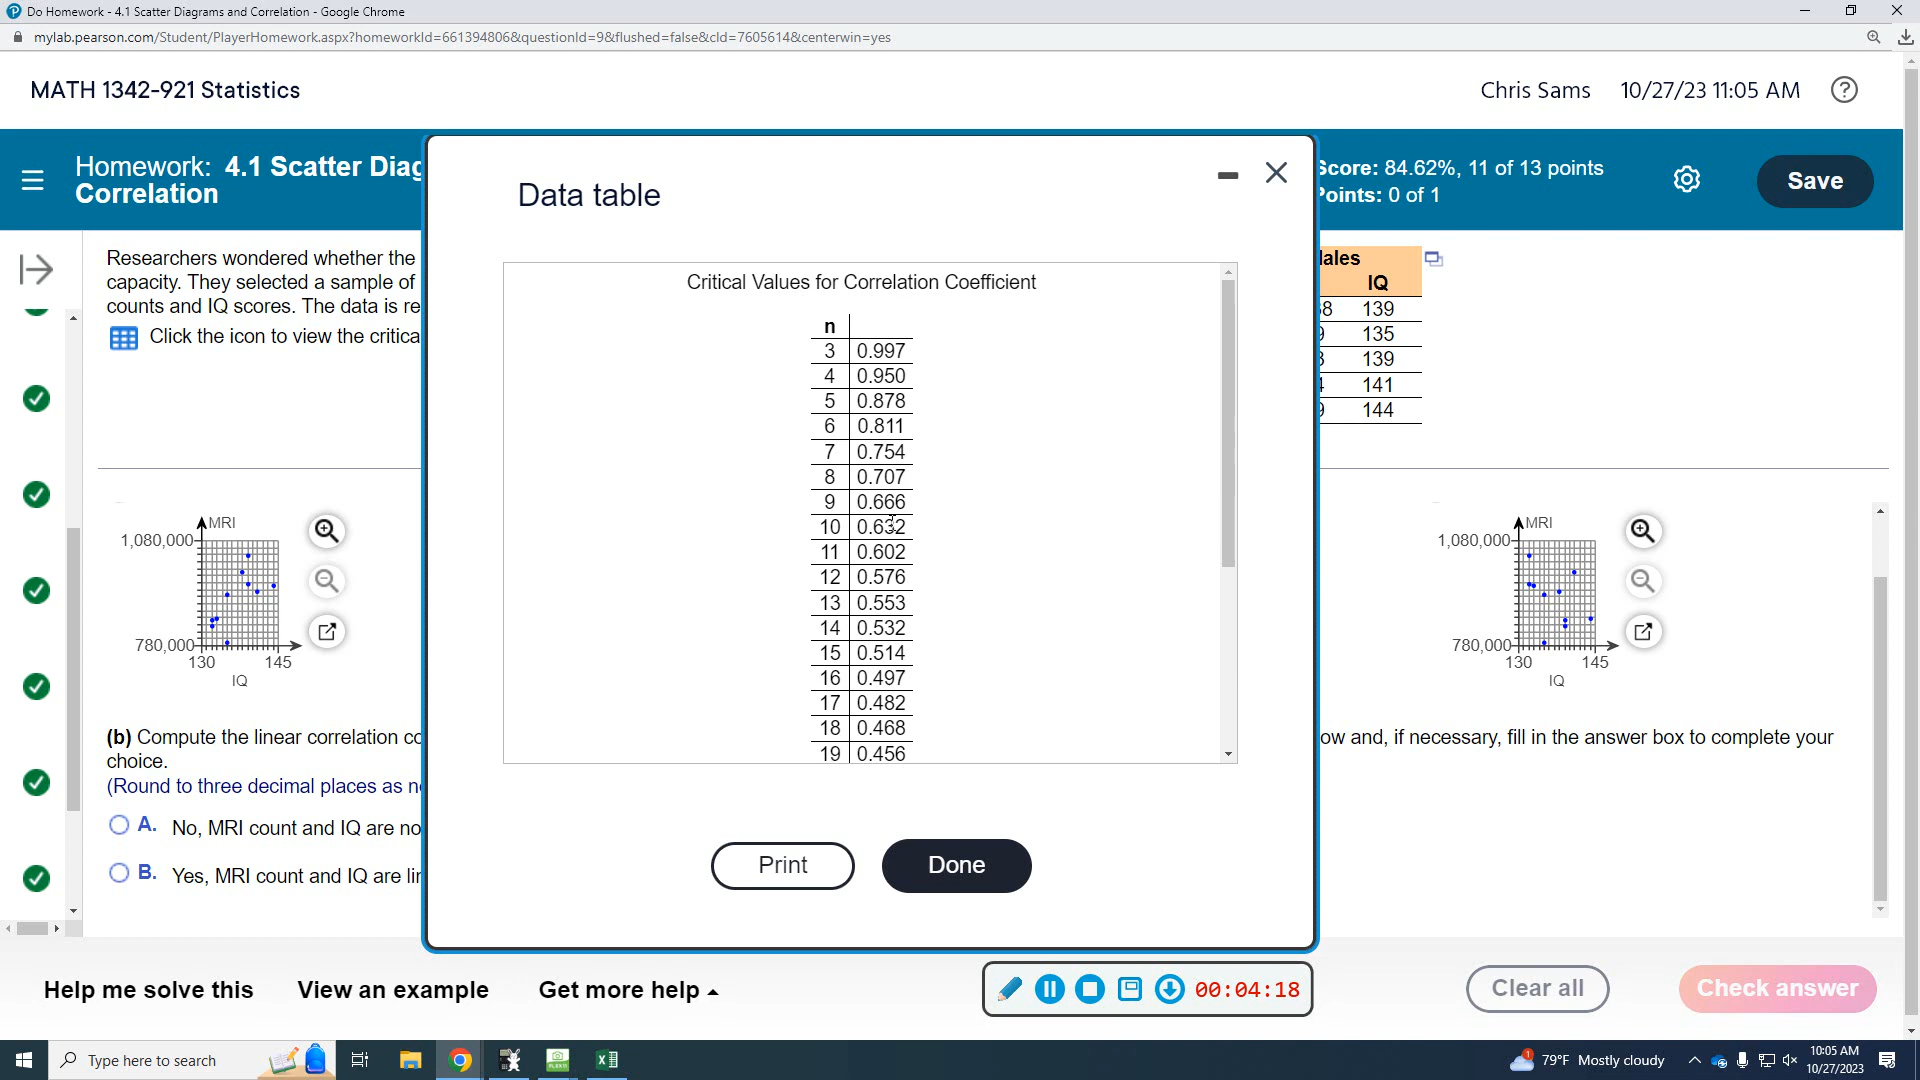 Do Homework - 4.1 Scatter Diagrams and Correlation - Google Chrome
mylab.pearson.com/Student/PlayerHomework.aspx?homeworkId=661394806&questionId=9&flushed=false&cId=7605614&centerwin=yes
MATH 1342-921 Statistics
Chris Sams 10/27/23 11:05 AM
Homework: 4.1 Scatter Diag
Correlation
Score: 84.62%, 11 of 13 points
Points: 0 of 1
Save
Researchers wondered whether the
capacity. They selected a sample of
counts and IQ scores. The data is re
Click the icon to view the critica
Data table
Critical Values for Correlation Coefficient
n
3 0.997
4 0.950
5 0.878
6 0.811
7 0.754
8 0.707
9 0.666
10 0.632
11 0.602
12 0.576
13 0.553
14 0.532
15 0.514
16 0.497
17 0.482
18 0.468
19 0.456
Print
Done
ales
IQ
8 139
9 135
3 139
4 141
9 144
MRI
1,080,000
780,000
130 145
IQ
MRI
1,080,000
780,000
130 145
IQ
(b) Compute the linear correlation co
choice.
(Round to three decimal places as n
ow and, if necessary, fill in the answer box to complete your
A. No, MRI count and IQ are no
B. Yes, MRI count and IQ are lin
Help me solve this
View an example
Get more help
00:04:18
Clear all
Check answer
Type here to search
79°F Mostly cloudy
10:05 AM
10/27/2023